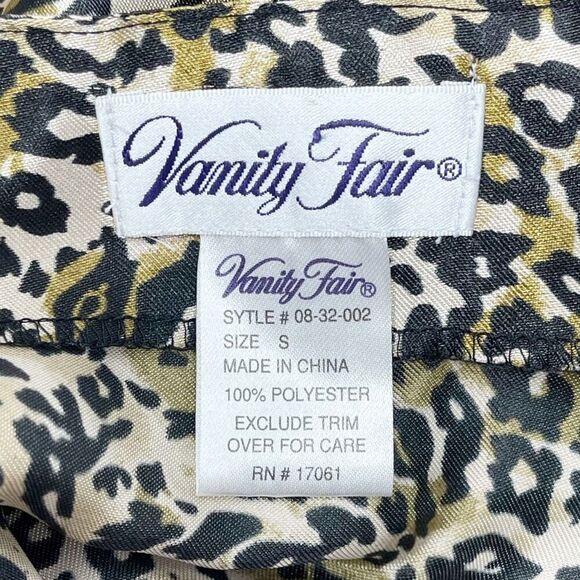 Vanity Fair®
Vanity Fair®
SYTLE # 08-32-002
SIZE S
MADE IN CHINA
100% POLYESTER
EXCLUDE TRIM
OVER FOR CARE
RN # 17061